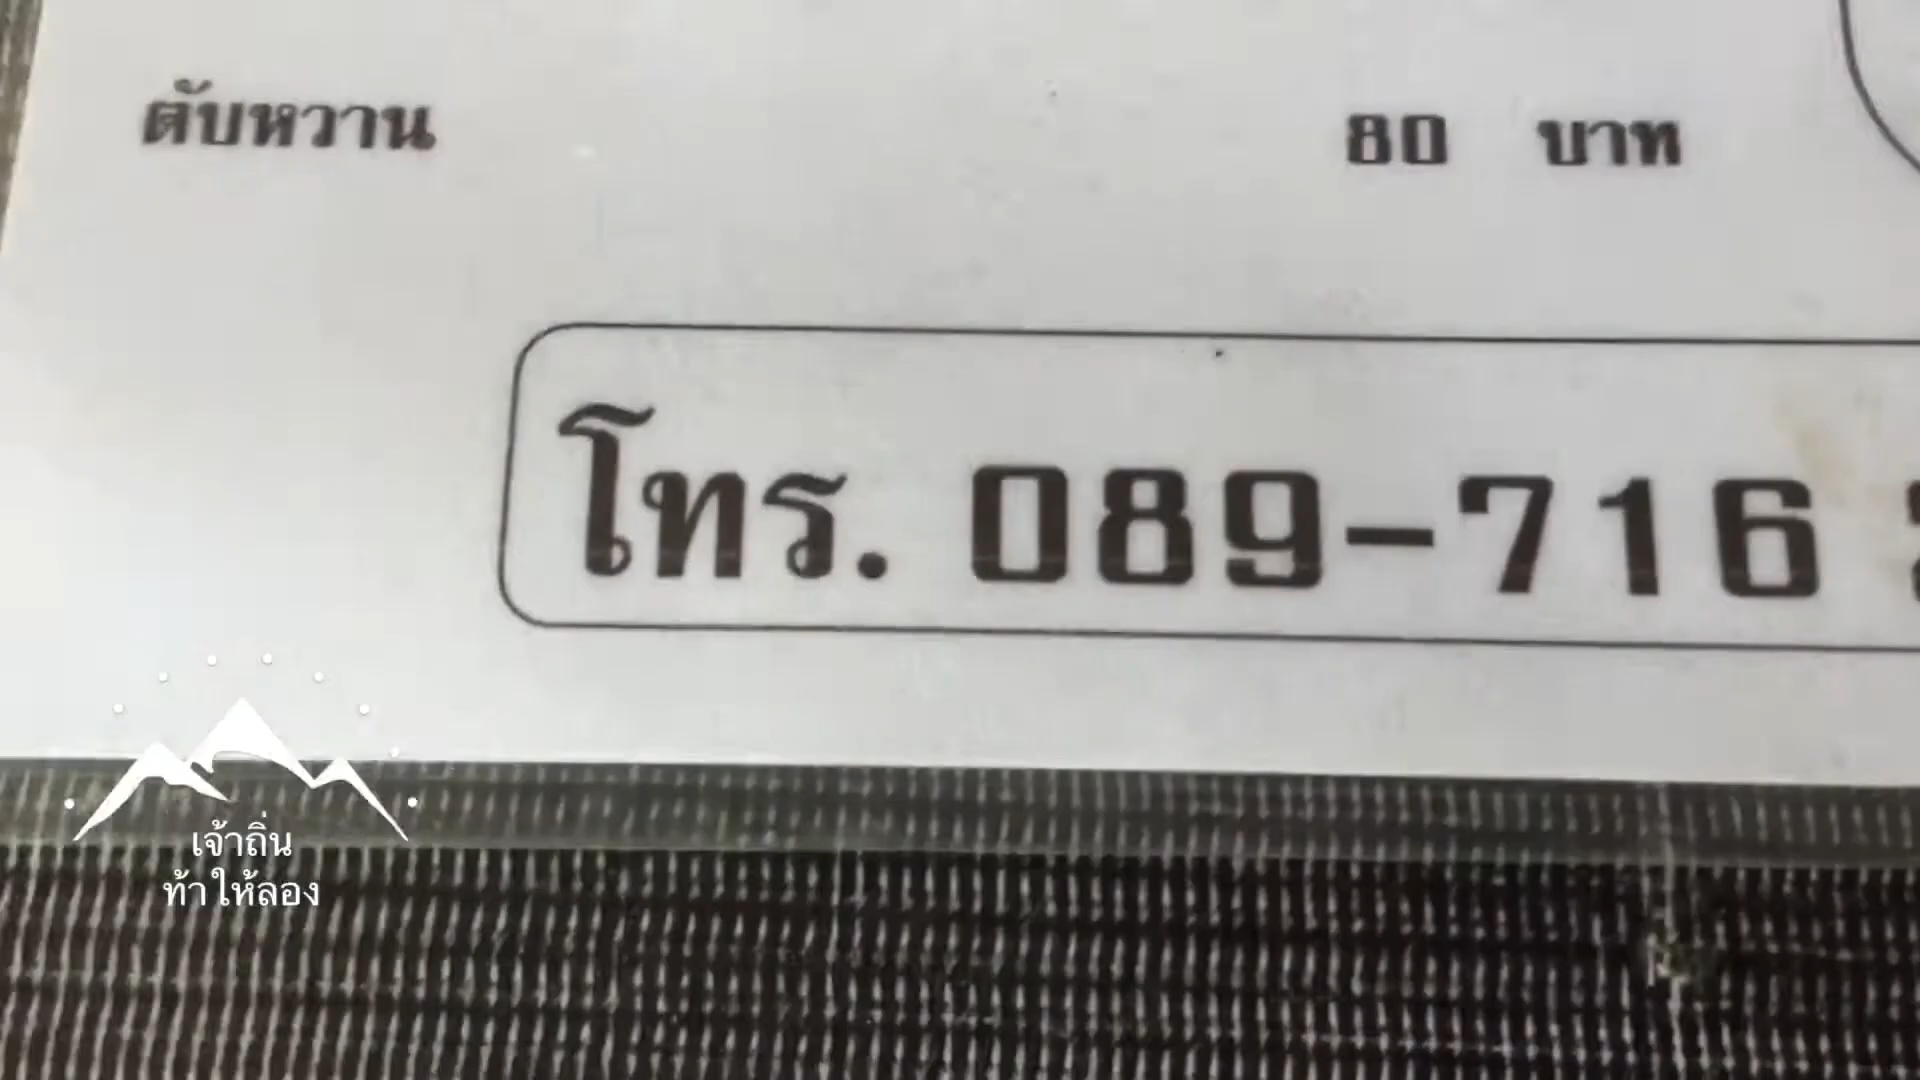 ตับหวาน 80 บาท
โทร. 089-716
เจ้าถิ่น
ท้าให้ลอง